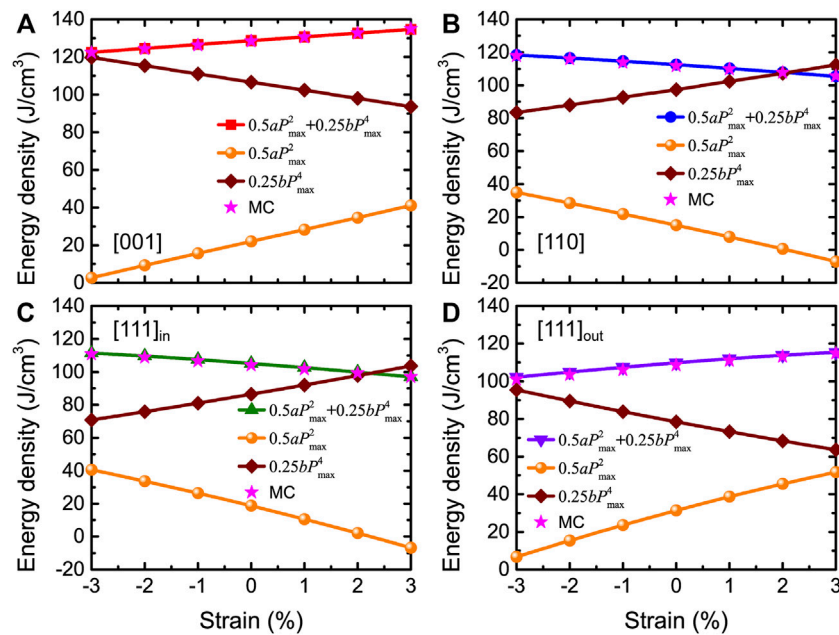 A
Energy density (J/cm³)
140
120
100
80
60
40
20
0
0.5aP²max+0.25bP⁴max
0.5aP²max
0.25bP⁴max
MC
[001]
B
Energy density (J/cm³)
140
120
100
80
60
40
20
0
-20
0.5aP²max+0.25bP⁴max
0.5aP²max
0.25bP⁴max
MC
[110]
C
Energy density (J/cm³)
140
120
100
80
60
40
20
0
-20
[111]in
0.5aP²max+0.25bP⁴max
0.5aP²max
0.25bP⁴max
MC
-3 -2 -1 0 1 2 3
Strain (%)
D
Energy density (J/cm³)
140
120
100
80
60
40
20
0
[111]out
0.5aP²max+0.25bP⁴max
0.5aP²max
0.25bP⁴max
MC
-3 -2 -1 0 1 2 3
Strain (%)